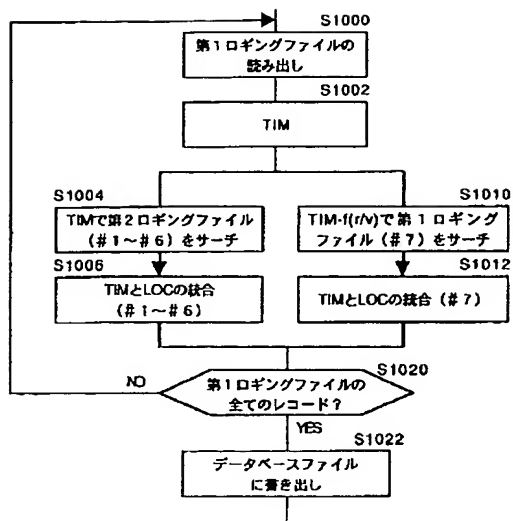 S1000
第1ロギングファイルの
読み出し
S1002
TIM
S1004
TIMで第2ロギングファイル
(#1~#6)をサーチ
S1010
TIM-f(r/v)で第1ロギング
ファイル(#7)をサーチ
S1006
TIMとLOCの統合
(#1~#6)
S1012
TIMとLOCの統合(#7)
S1020
NO
第1ロギングファイルの
全てのレコード?
YES
S1022
データベースファイル
に書き出し